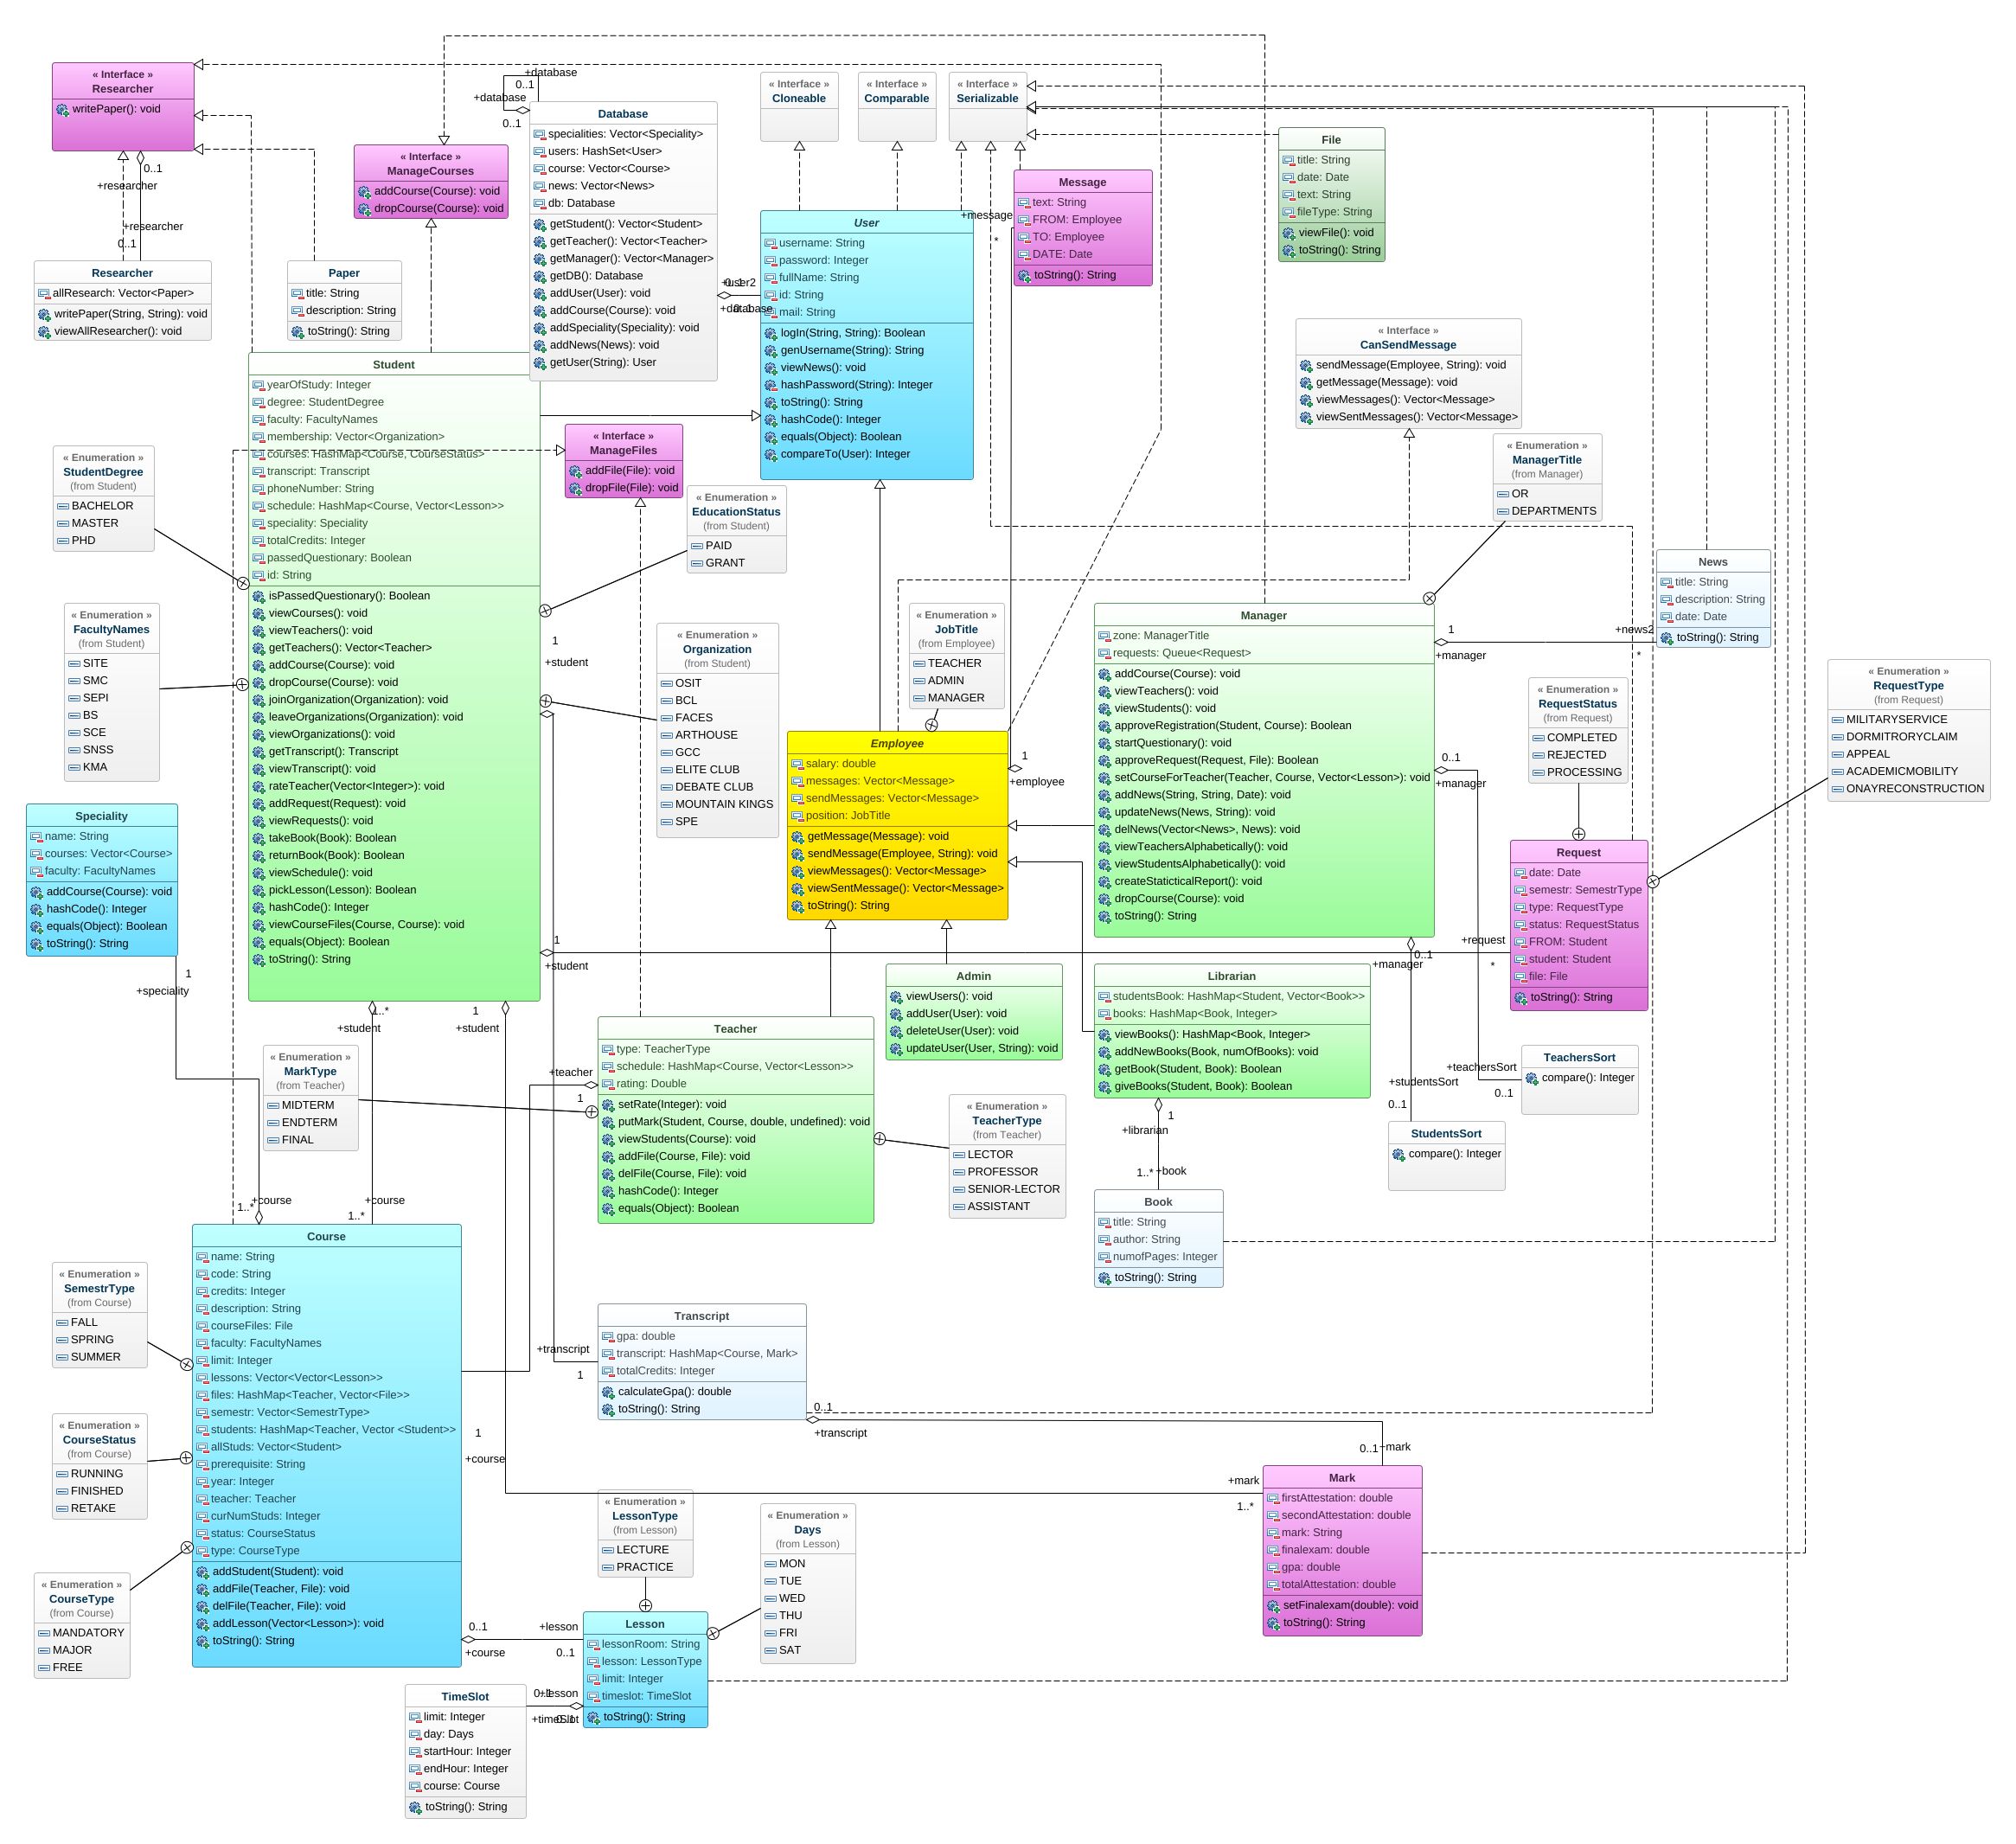 « Interface »
Researcher
writePaper(): void
0..1
+researcher
+researcher
0..1
Researcher
allResearch: Vector<Paper>
writePaper(String, String): void
viewAllResearcher(): void
Paper
title: String
description: String
toString(): String
« Interface »
ManageCourses
addCourse(Course): void
dropCourse(Course): void
+database
0..1
+database
0..1
Database
specialities: Vector<Speciality>
users: HashSet<User>
course: Vector<Course>
news: Vector<News>
db: Database
getStudent(): Vector<Student>
getTeacher(): Vector<Teacher>
getManager(): Vector<Manager>
getDB(): Database
addUser(User): void
addCourse(Course): void
addSpeciality(Speciality): void
addNews(News): void
getUser(String): User
+user2
0..1
+database
0..1
« Interface »
Cloneable
« Interface »
Comparable
« Interface »
Serializable
User
username: String
password: Integer
fullName: String
id: String
mail: String
logIn(String, String): Boolean
genUsername(String): String
viewNews(): void
hashPassword(String): Integer
toString(): String
hashCode(): Integer
equals(Object): Boolean
compareTo(User): Integer
Message
text: String
FROM: Employee
TO: Employee
DATE: Date
toString(): String
+message
*
File
title: String
date: Date
text: String
fileType: String
viewFile(): void
toString(): String
« Interface »
CanSendMessage
sendMessage(Employee, String): void
getMessage(Message): void
viewMessages(): Vector<Message>
viewSentMessages(): Vector<Message>
« Enumeration »
ManagerTitle
(from Manager)
OR
DEPARTMENTS
Student
yearOfStudy: Integer
degree: StudentDegree
faculty: FacultyNames
membership: Vector<Organization>
courses: HashMap<Course, CourseStatus>
transcript: Transcript
phoneNumber: String
schedule: HashMap<Course, Vector<Lesson>>
speciality: Speciality
totalCredits: Integer
passedQuestionary: Boolean
id: String
isPassedQuestionary(): Boolean
viewCourses(): void
viewTeachers(): void
getTeachers(): Vector<Teacher>
addCourse(Course): void
dropCourse(Course): void
joinOrganization(Organization): void
leaveOrganizations(Organization): void
viewOrganizations(): void
getTranscript(): Transcript
viewTranscript(): void
rateTeacher(Vector<Integer>): void
addRequest(Request): void
viewRequests(): void
takeBook(Book): Boolean
returnBook(Book): Boolean
viewSchedule(): void
pickLesson(Lesson): Boolean
hashCode(): Integer
viewCourseFiles(Course, Course): void
equals(Object): Boolean
toString(): String
« Interface »
ManageFiles
addFile(File): void
dropFile(File): void
« Enumeration »
StudentDegree
(from Student)
BACHELOR
MASTER
PHD
« Enumeration »
EducationStatus
(from Student)
PAID
GRANT
« Enumeration »
FacultyNames
(from Student)
SITE
SMC
SEPI
BS
SCE
SNSS
KMA
1
+student
« Enumeration »
Organization
(from Student)
OSIT
BCL
FACES
ARTHOUSE
GCC
ELITE CLUB
DEBATE CLUB
MOUNTAIN KINGS
SPE
« Enumeration »
JobTitle
(from Employee)
TEACHER
ADMIN
MANAGER
Employee
salary: double
messages: Vector<Message>
sendMessages: Vector<Message>
position: JobTitle
getMessage(Message): void
sendMessage(Employee, String): void
viewMessages(): Vector<Message>
viewSentMessage(): Vector<Message>
toString(): String
1
+employee
Manager
zone: ManagerTitle
requests: Queue<Request>
addCourse(Course): void
viewTeachers(): void
viewStudents(): void
approveRegistration(Student, Course): Boolean
startQuestionary(): void
approveRequest(Request, File): Boolean
setCourseForTeacher(Teacher, Course, Vector<Lesson>): void
addNews(String, String, Date): void
updateNews(News, String): void
delNews(Vector<News>, News): void
viewTeachersAlphabetically(): void
viewStudentsAlphabetically(): void
createStaticticalReport(): void
dropCourse(Course): void
toString(): String
1
+manager
+news2
*
News
title: String
description: String
date: Date
toString(): String
« Enumeration »
RequestStatus
(from Request)
COMPLETED
REJECTED
PROCESSING
« Enumeration »
RequestType
(from Request)
MILITARYSERVICE
DORMITRORYCLAIM
APPEAL
ACADEMICMOBILITY
ONAYRECONSTRUCTION
0..1
+manager
Request
date: Date
semestr: SemestrType
type: RequestType
status: RequestStatus
FROM: Student
student: Student
file: File
toString(): String
+request
*
0..1
+manager
Speciality
name: String
courses: Vector<Course>
faculty: FacultyNames
addCourse(Course): void
hashCode(): Integer
equals(Object): Boolean
toString(): String
1
+speciality
1
+student
1..*
+student
1
+student
« Enumeration »
MarkType
(from Teacher)
MIDTERM
ENDTERM
FINAL
+teacher
1
Teacher
type: TeacherType
schedule: HashMap<Course, Vector<Lesson>>
rating: Double
setRate(Integer): void
putMark(Student, Course, double, undefined): void
viewStudents(Course): void
addFile(Course, File): void
delFile(Course, File): void
hashCode(): Integer
equals(Object): Boolean
Admin
viewUsers(): void
addUser(User): void
deleteUser(User): void
updateUser(User, String): void
« Enumeration »
TeacherType
(from Teacher)
LECTOR
PROFESSOR
SENIOR-LECTOR
ASSISTANT
Librarian
studentsBook: HashMap<Student, Vector<Book>>
books: HashMap<Book, Integer>
viewBooks(): HashMap<Book, Integer>
addNewBooks(Book, numOfBooks): void
getBook(Student, Book): Boolean
giveBooks(Student, Book): Boolean
1
+librarian
1..*
+book
+studentsSort
0..1
StudentsSort
compare(): Integer
+teachersSort
0..1
TeachersSort
compare(): Integer
Book
title: String
author: String
numofPages: Integer
toString(): String
+course
1..*
+course
1..*
Course
name: String
code: String
credits: Integer
description: String
courseFiles: File
faculty: FacultyNames
limit: Integer
lessons: Vector<Vector<Lesson>>
files: HashMap<Teacher, Vector<File>>
semestr: Vector<SemestrType>
students: HashMap<Teacher, Vector <Student>>
allStuds: Vector<Student>
prerequisite: String
year: Integer
teacher: Teacher
curNumStuds: Integer
status: CourseStatus
type: CourseType
addStudent(Student): void
addFile(Teacher, File): void
delFile(Teacher, File): void
addLesson(Vector<Lesson>): void
toString(): String
« Enumeration »
SemestrType
(from Course)
FALL
SPRING
SUMMER
« Enumeration »
CourseStatus
(from Course)
RUNNING
FINISHED
RETAKE
« Enumeration »
CourseType
(from Course)
MANDATORY
MAJOR
FREE
1
+course
+transcript
1
Transcript
gpa: double
transcript: HashMap<Course, Mark>
totalCredits: Integer
calculateGpa(): double
toString(): String
0..1
+transcript
0..1
+mark
+mark
1..*
Mark
firstAttestation: double
secondAttestation: double
mark: String
finalexam: double
gpa: double
totalAttestation: double
setFinalexam(double): void
toString(): String
« Enumeration »
LessonType
(from Lesson)
LECTURE
PRACTICE
« Enumeration »
Days
(from Lesson)
MON
TUE
WED
THU
FRI
SAT
0..1
+course
+lesson
0..1
Lesson
lessonRoom: String
lesson: LessonType
limit: Integer
timeslot: TimeSlot
toString(): String
0..1
+lesson
+timeSlot
0..1
TimeSlot
limit: Integer
day: Days
startHour: Integer
endHour: Integer
course: Course
toString(): String